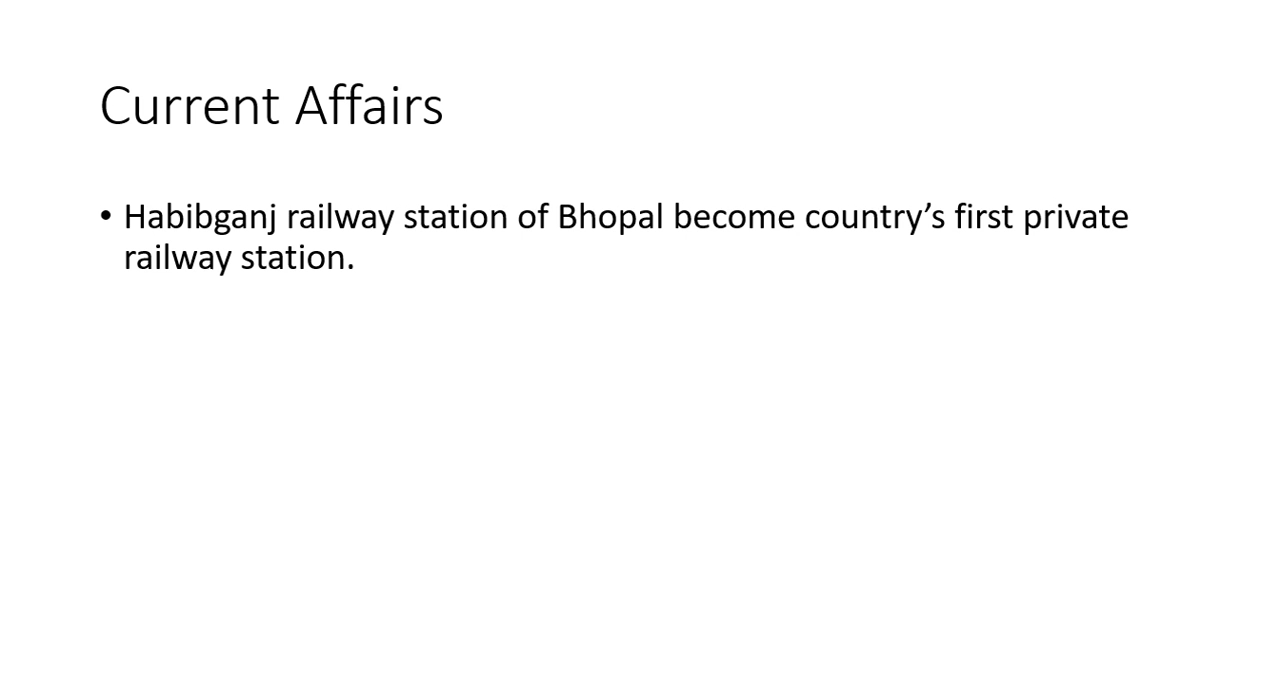 Current Affairs
• Habibganj railway station of Bhopal become country’s first private
railway station.